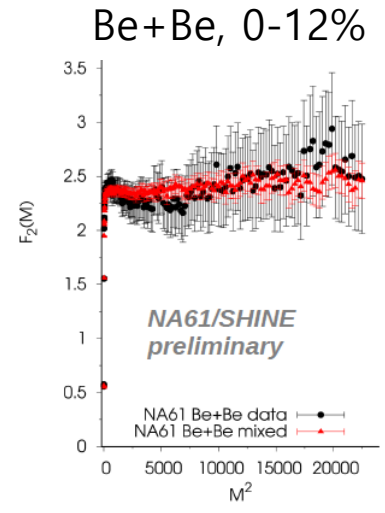 Be+Be, 0-12%
3.5
3
2.5
2
1.5
1
0.5
0
F₂(M)
NA61/SHINE
preliminary
NA61 Be+Be data
NA61 Be+Be mixed
0 5000 10000 15000 20000
M²